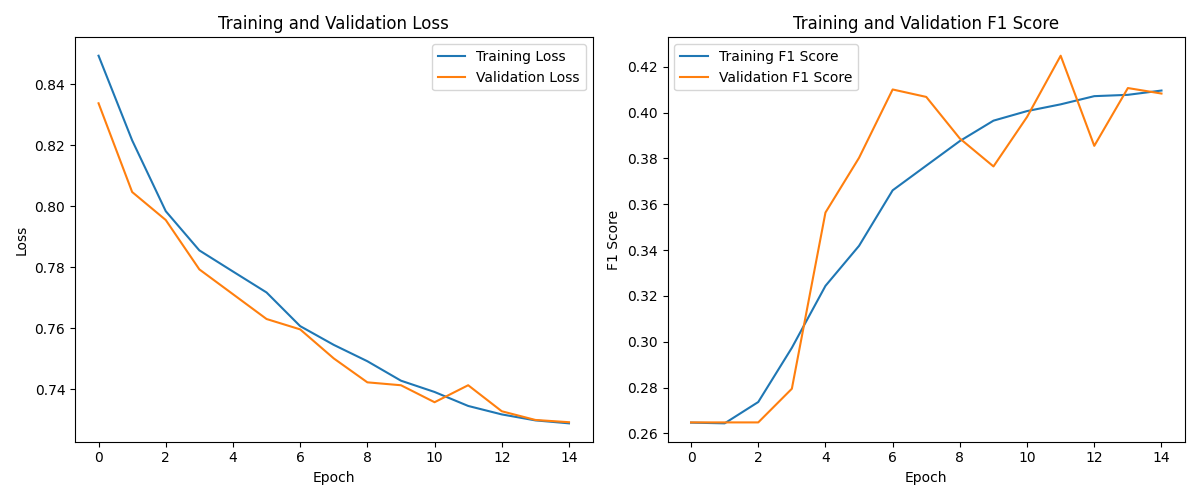 Training and Validation Loss
Training Loss
Validation Loss
0.84
0.82
0.80
0.78
0.76
0.74
Loss
0 2 4 6 8 10 12 14
Epoch
Training and Validation F1 Score
Training F1 Score
Validation F1 Score
0.42
0.40
0.38
0.36
0.34
0.32
0.30
0.28
0.26
F1 Score
0 2 4 6 8 10 12 14
Epoch